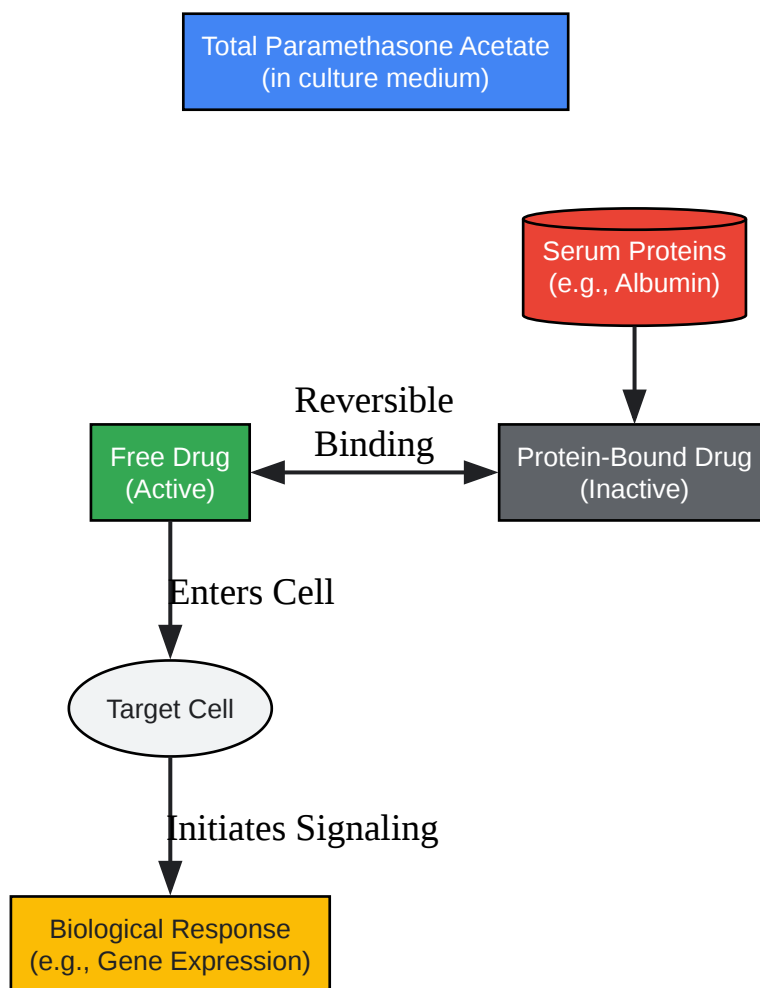 Total Paramethasone Acetate
(in culture medium)
Serum Proteins
(e.g., Albumin)
Reversible
Binding
Free Drug
(Active)
Protein-Bound Drug
(Inactive)
Enters Cell
Target Cell
Initiates Signaling
Biological Response
(e.g., Gene Expression)